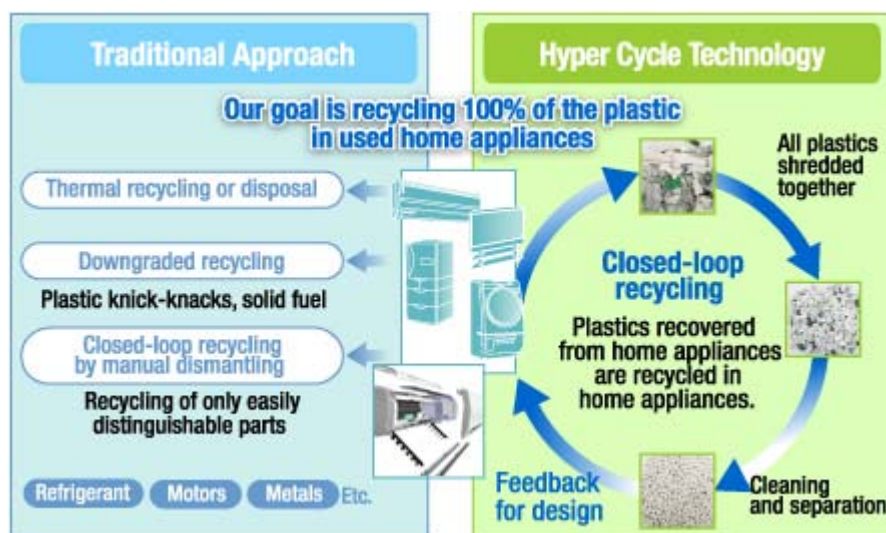 Traditional Approach
Hyper Cycle Technology
Our goal is recycling 100% of the plastic
in used home appliances
Thermal recycling or disposal
Downgraded recycling
Plastic knick-knacks, solid fuel
Closed-loop recycling
by manual dismantling
Recycling of only easily
distinguishable parts
Refrigerant
Motors
Metals
Etc.
All plastics
shredded
together
Closed-loop
recycling
Plastics recovered
from home appliances
are recycled in
home appliances.
Cleaning
and separation
Feedback
for design